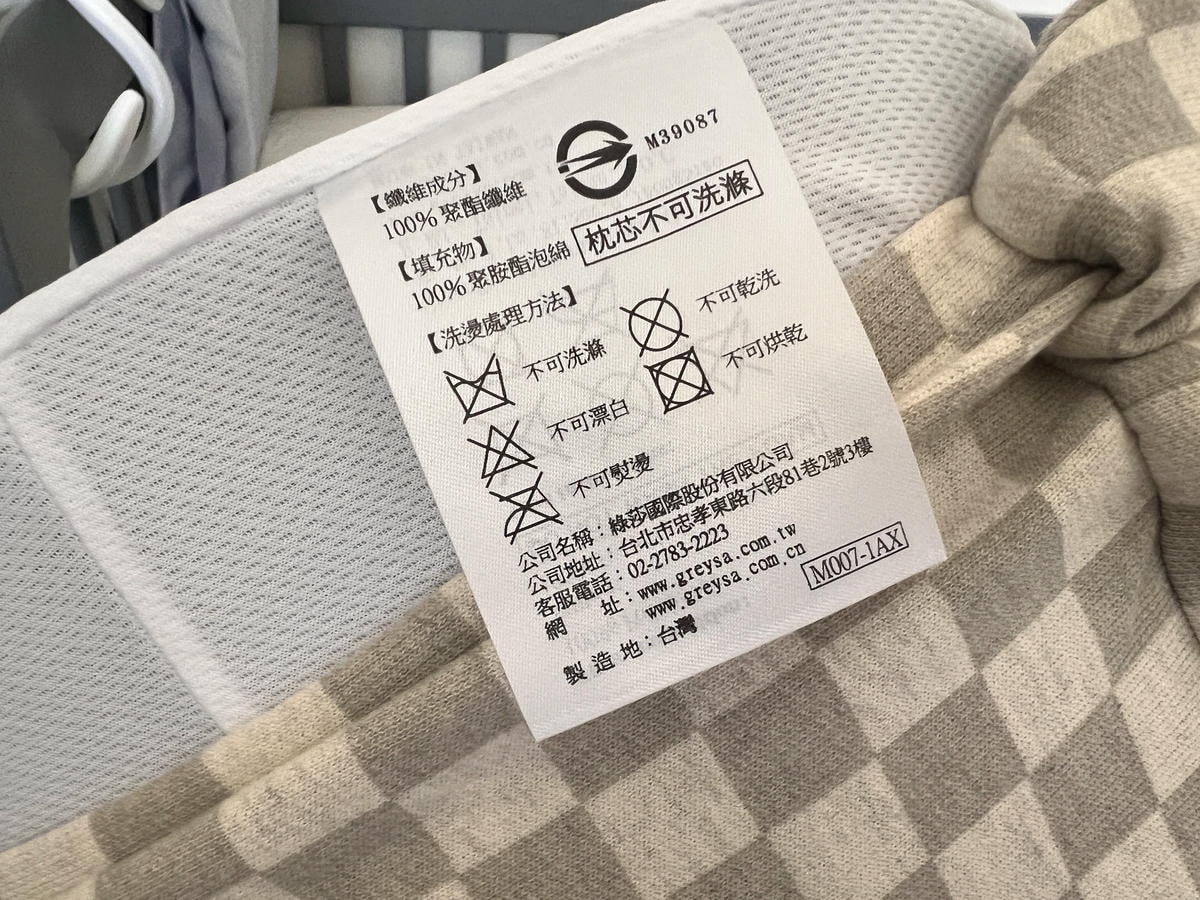 M39087
【纖維成分】
100% 聚酯纖維
枕芯不可洗滌
【填充物】
100% 聚胺酯泡綿
【洗燙處理方法】
不可洗滌
不可乾洗
不可漂白
不可烘乾
不可熨燙
公司名稱：綠莎國際股份有限公司
公司地址：台北市忠孝東路六段81巷2號3樓
客服電話：02-2783-2223
網 址：www.greysa.com.tw
www.greysa.com.cn
製 造 地：台灣
M007-1AX